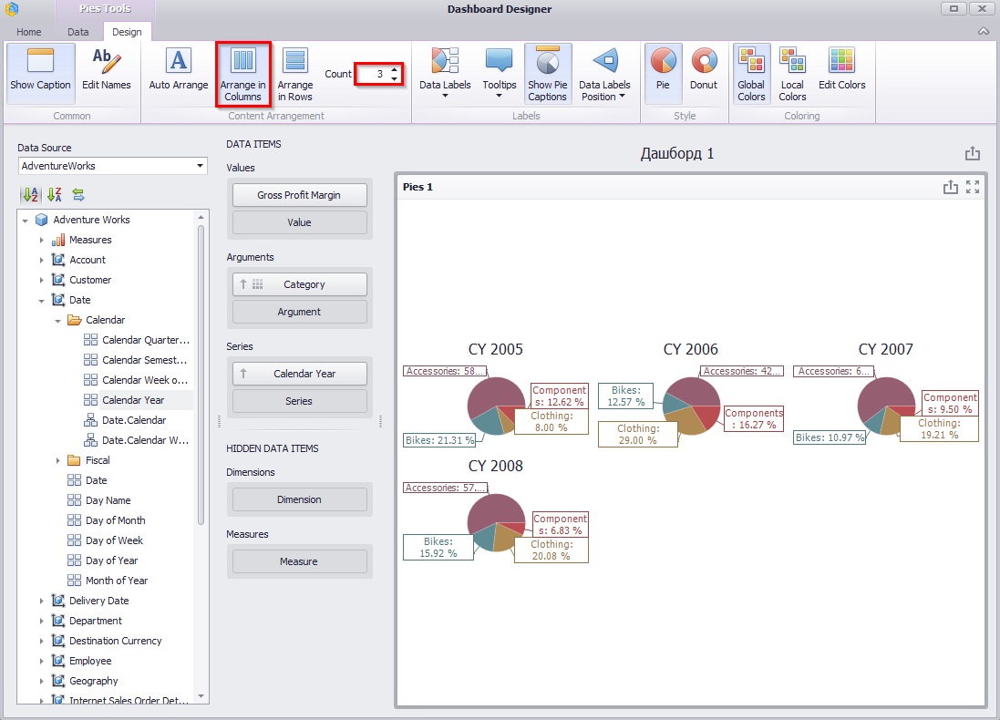 Pies Tools
Dashboard Designer
Home
Data
Design
Show Caption
Edit Names
Common
Auto Arrange
Arrange in
Columns
Arrange
in Rows
Count
3
Content Arrangement
Data Labels
Tooltips
Show Pie
Captions
Data Labels
Position
Labels
Pie
Donut
Style
Global
Colors
Local
Colors
Edit Colors
Coloring
Data Source
AdventureWorks
Adventure Works
Measures
Account
Customer
Date
Calendar
Calendar Quarter...
Calendar Semest...
Calendar Week o...
Calendar Year
Date.Calendar
Date.Calendar W...
Fiscal
Date
Day Name
Day of Month
Day of Week
Day of Year
Month of Year
Delivery Date
Department
Destination Currency
Employee
Geography
Internet Sales Order Det...
DATA ITEMS
Values
Gross Profit Margin
Value
Arguments
Category
Argument
Series
Calendar Year
Series
HIDDEN DATA ITEMS
Dimensions
Dimension
Measures
Measure
Дашборд 1
Pies 1
CY 2005
Accessories: 58...
Component
s: 12.62 %
Clothing:
8.00 %
Bikes: 21.31 %
CY 2006
Accessories: 42...
Bikes:
12.57 %
Components
: 16.27 %
Clothing:
29.00 %
CY 2007
Accessories: 6...
Component
s: 9.50 %
Clothing:
19.21 %
Bikes: 10.97 %
CY 2008
Accessories: 57....
Component
s: 6.83 %
Bikes:
15.92 %
Clothing:
20.08 %